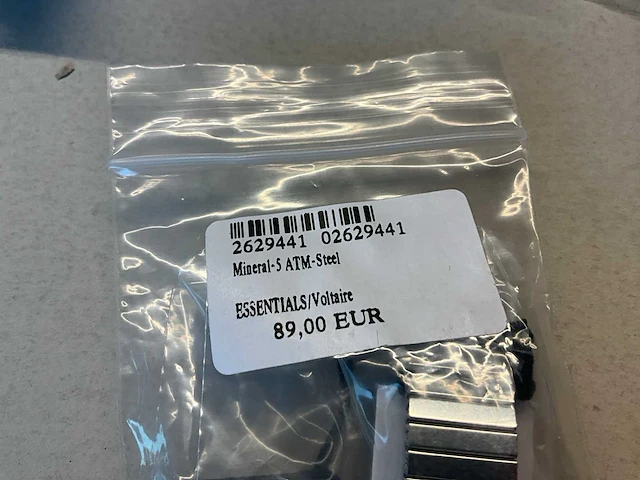 2629441 02629441
Mineral-5 ATM-Steel
ESSENTIALS/Voltaire
89,00 EUR